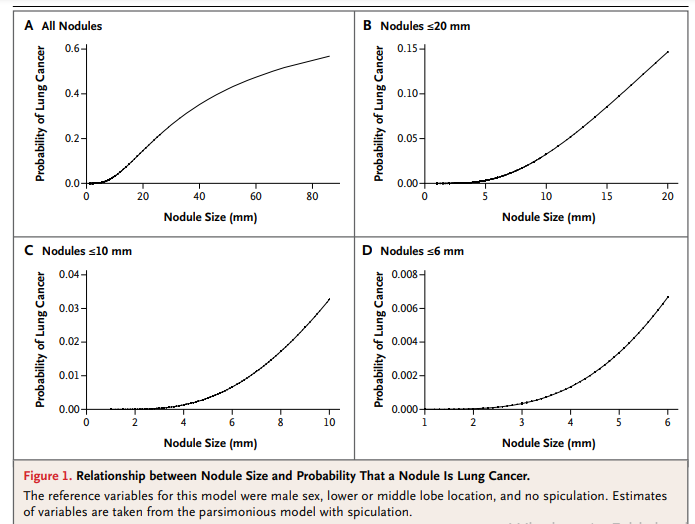 A All Nodules
Probability of Lung Cancer
0.6
0.4
0.2
0.0
0 20 40 60 80
Nodule Size (mm)
B Nodules ≤20 mm
Probability of Lung Cancer
0.15
0.10
0.05
0.00
0 5 10 15 20
Nodule Size (mm)
C Nodules ≤10 mm
Probability of Lung Cancer
0.04
0.03
0.02
0.01
0.00
0 2 4 6 8 10
Nodule Size (mm)
D Nodules ≤6 mm
Probability of Lung Cancer
0.008
0.006
0.004
0.002
0.000
1 2 3 4 5 6
Nodule Size (mm)
Figure 1. Relationship between Nodule Size and Probability That a Nodule Is Lung Cancer.
The reference variables for this model were male sex, lower or middle lobe location, and no spiculation. Estimates
of variables are taken from the parsimonious model with spiculation.